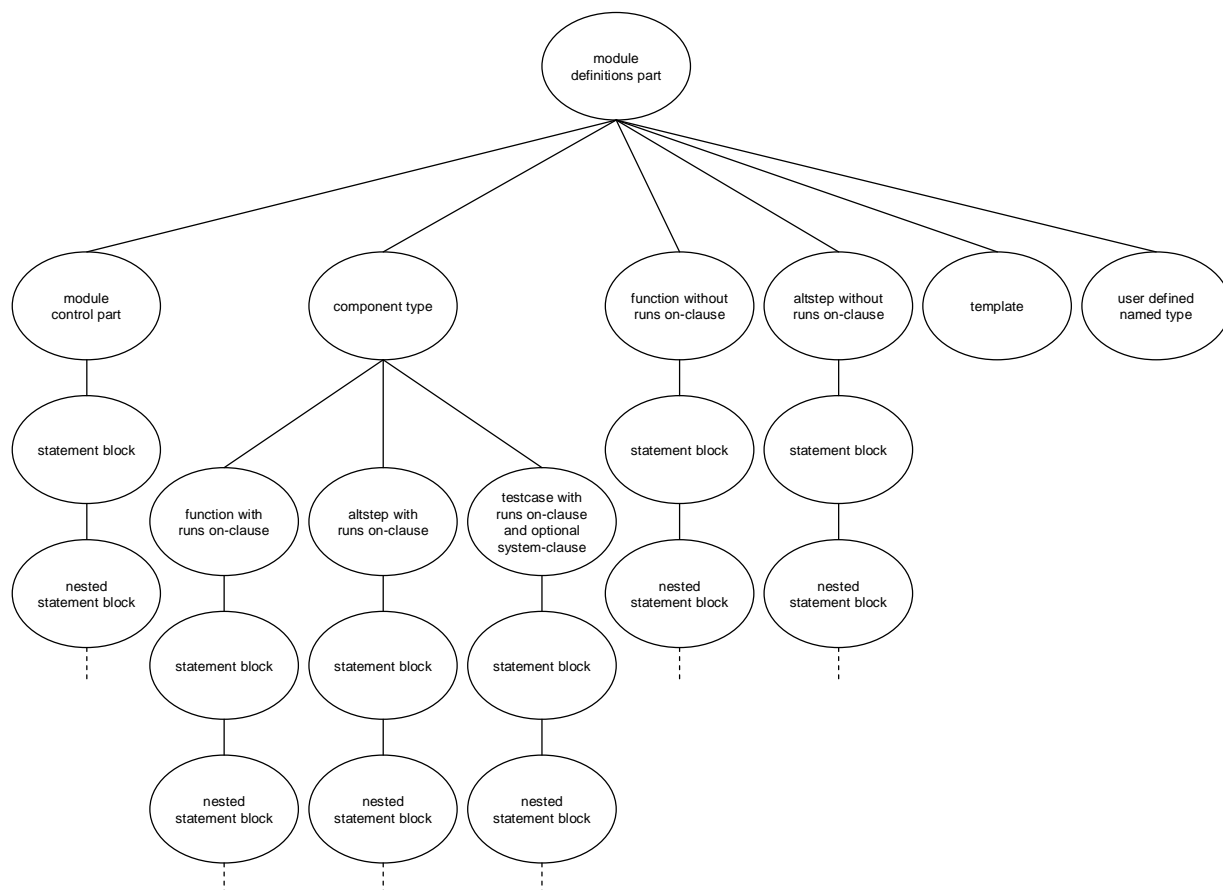 module
definitions part
module
control part
component type
function without
runs on-clause
altstep without
runs on-clause
template
user defined
named type
statement block
statement block
statement block
function with
runs on-clause
altstep with
runs on-clause
testcase with
runs on-clause
and optional
system-clause
nested
statement block
nested
statement block
nested
statement block
statement block
statement block
statement block
nested
statement block
nested
statement block
nested
statement block